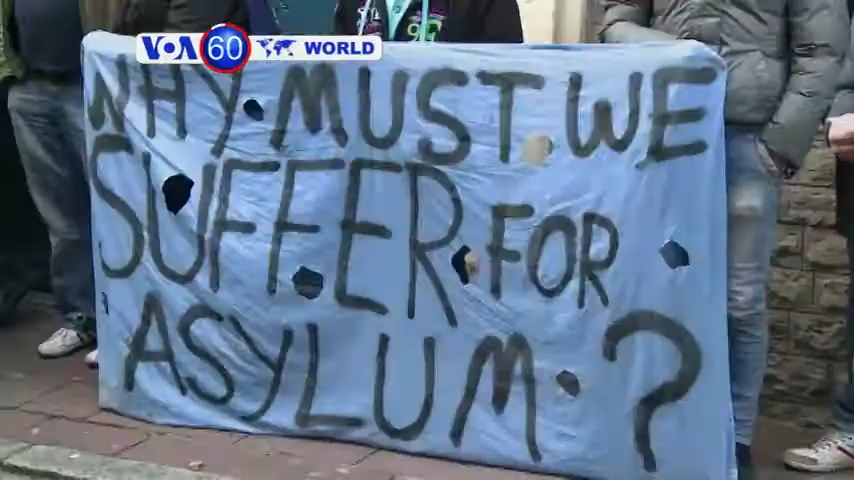 VOA 60 WORLD
WHY MUST WE
SUFFER FOR
ASYLUM ?